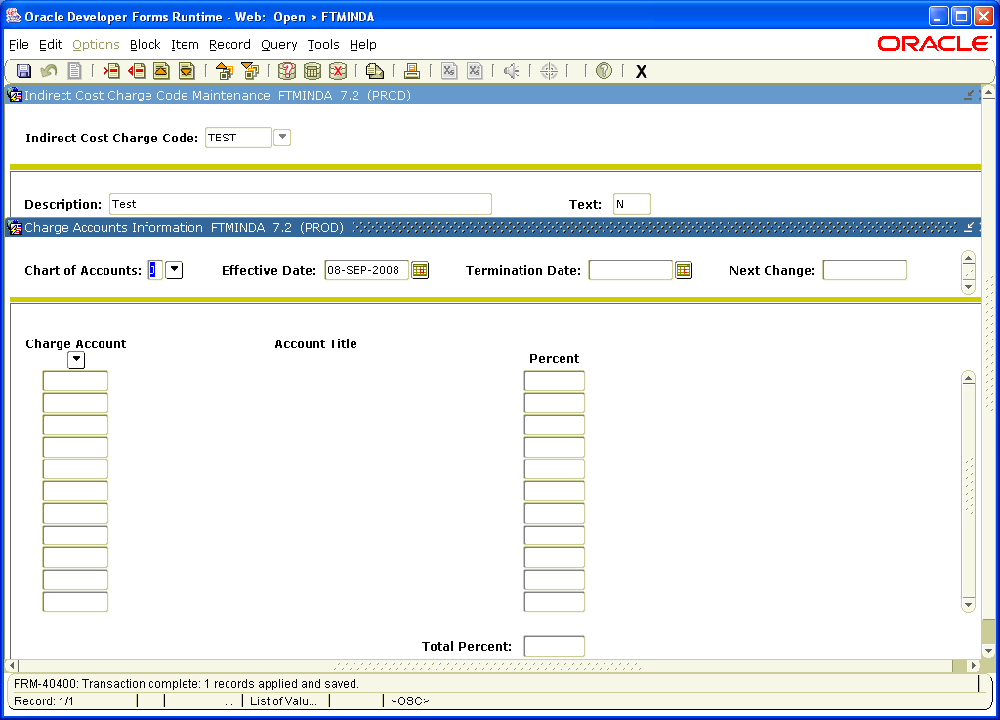 Oracle Developer Forms Runtime - Web: Open > FTMINDA
File Edit Options Block Item Record Query Tools Help
ORACLE
X
Indirect Cost Charge Code Maintenance FTMINDA 7.2 (PROD)
Indirect Cost Charge Code: TEST
Description: Test Text: N
Charge Accounts Information FTMINDA 7.2 (PROD)
Chart of Accounts: Effective Date: 08-SEP-2008 Termination Date: Next Change:
Charge Account Account Title
Percent
Total Percent:
FRM-40400: Transaction complete: 1 records applied and saved.
Record: 1/1 ... List of Valu... <OSC>